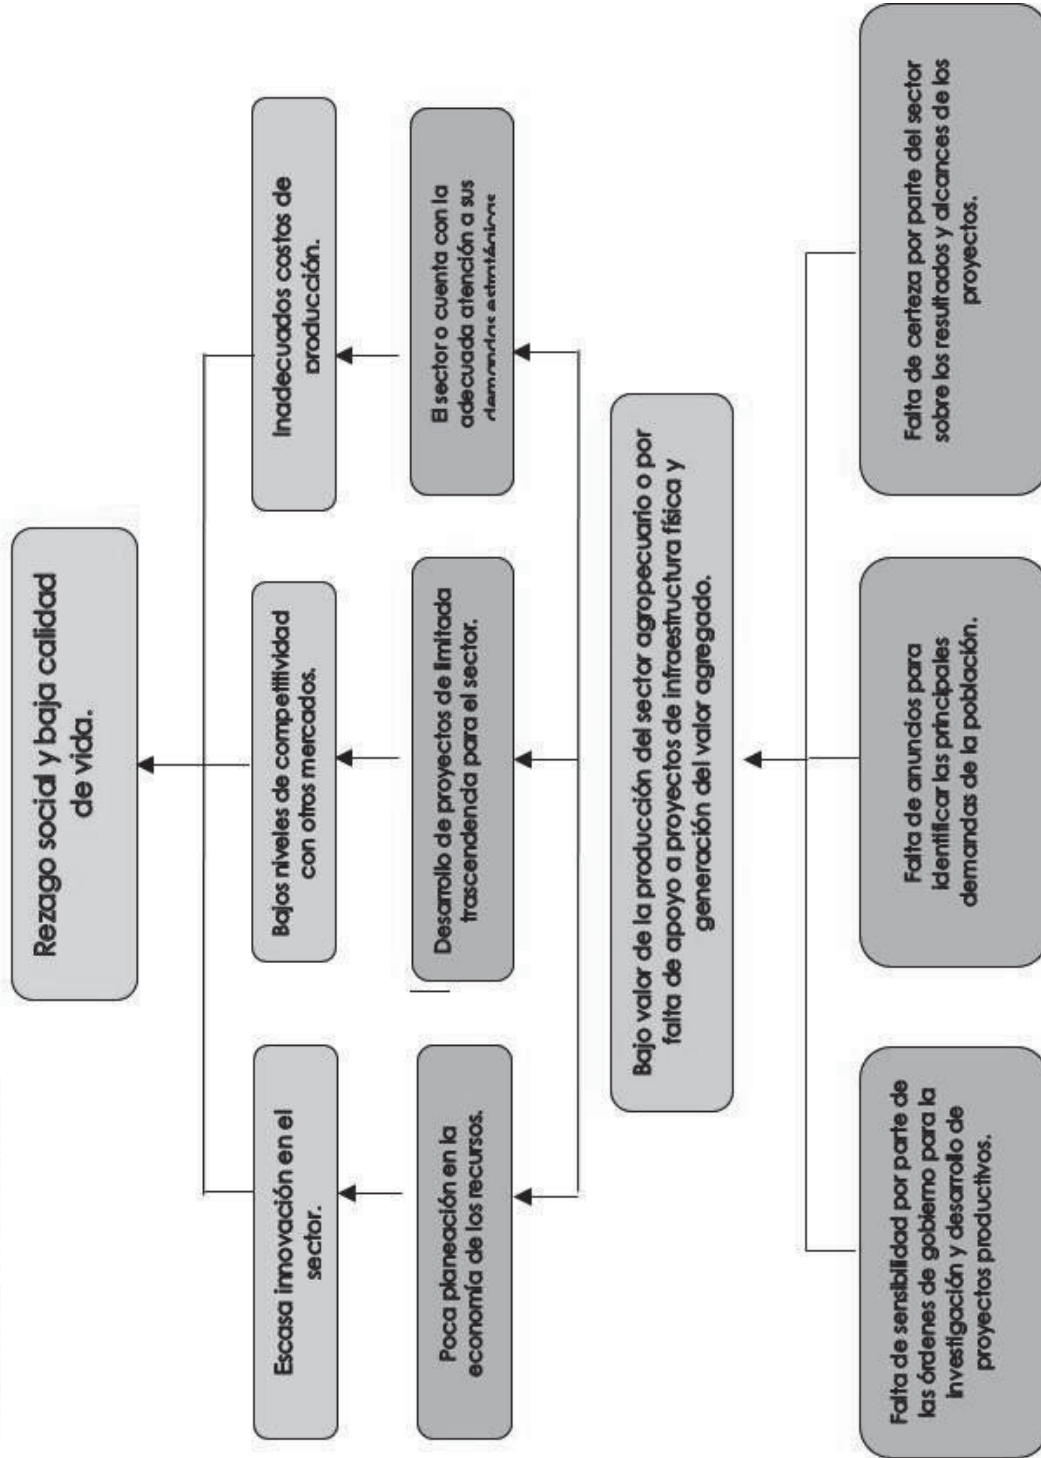 Rezago social y baja calidad
de vida.
Escasa innovación en el
sector.
Bajos niveles de competitividad
con otros mercados.
Inadecuados costos de
producción.
Poca planeación en la
economía de los recursos.
Desarrollo de proyectos de limitada
trascendencia para el sector.
El sector o cuenta con la
adecuada atención a sus
demandas estratégicas
Bajo valor de la producción del sector agropecuario o por
falta de apoyo a proyectos de infraestructura física y
generación del valor agregado.
Falta de sensibilidad por parte de
las órdenes de gobierno para la
investigación y desarrollo de
proyectos productivos.
Falta de anuncios para
identificar las principales
demandas de la población.
Falta de certeza por parte del sector
sobre los resultados y alcances de los
proyectos.